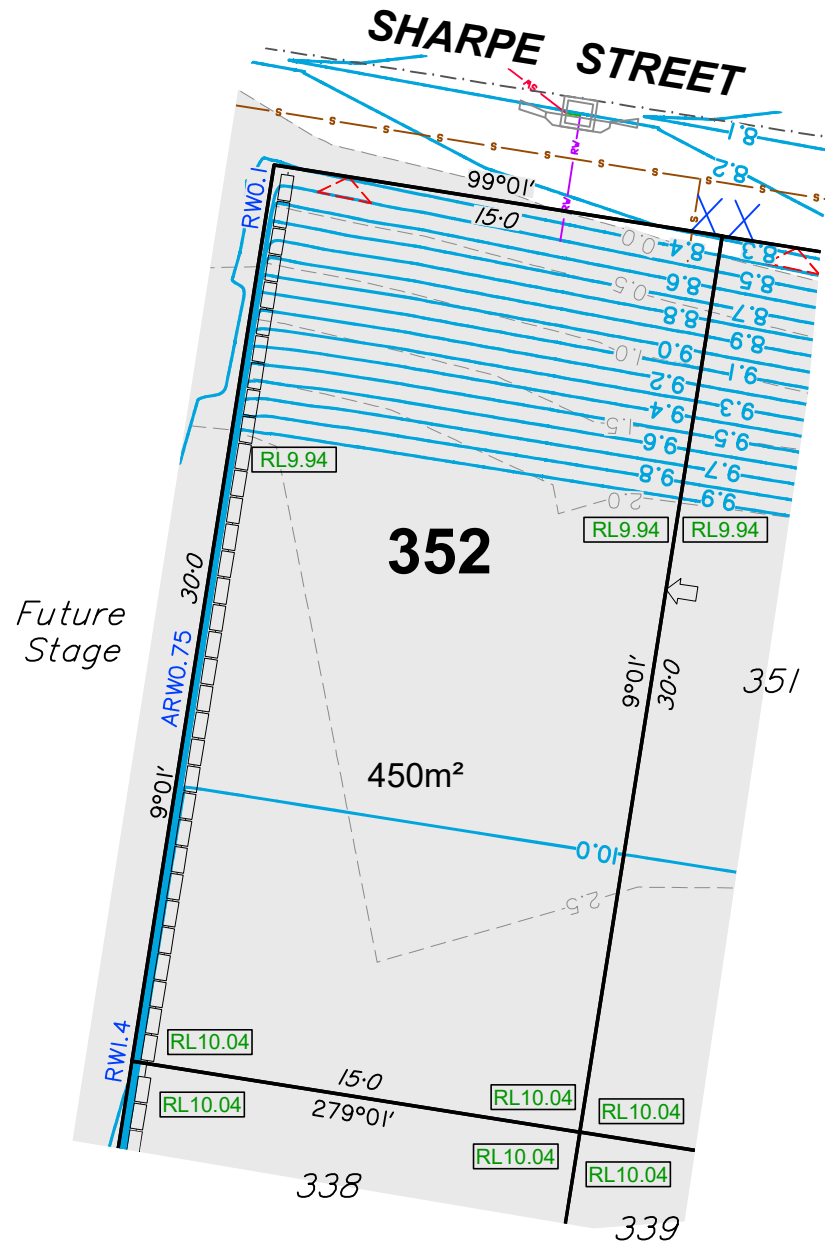 SHARPE STREET
AS
8.1
S S S S S S S
RW
8.2
99°01'
RW0.1
RW
S
15·0
0.0
8.4
8.3
0.5
8.6
8.5
8.8
8.7
1.0
9.0
8.9
9.2
9.1
1.5
9.4
9.3
9.6
9.5
RL9.94
9.8
9.7
2.0
9.9
RL9.94
RL9.94
352
30·0
Future
Stage
ARW0.75
9°01'
30·0
351
450m²
9°01'
10.0
2.5
RW1.4
RL10.04
15·0
279°01'
RL10.04
RL10.04
RL10.04
RL10.04
RL10.04
338
339